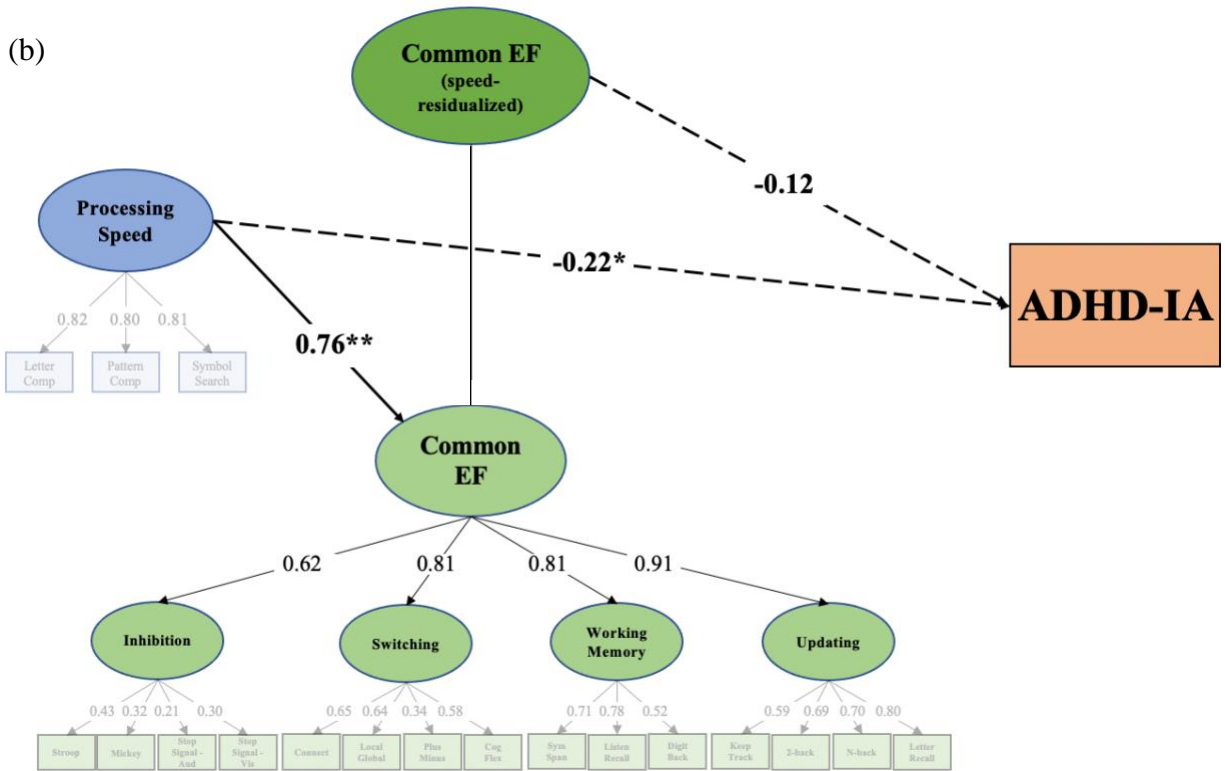 (b)
Common EF
(speed-
residualized)
-0.12
Processing
Speed
-0.22*
ADHD-IA
0.82 0.80 0.81
0.76**
Letter
Comp
Pattern
Comp
Symbol
Search
Common
EF
0.62
0.81
0.81
0.91
Inhibition
Switching
Working
Memory
Updating
0.43 0.32 0.21 0.30
0.65 0.64 0.34 0.58
0.71 0.78 0.52
0.59 0.69 0.70 0.80
Stroop
Mickey
Stop
Signal -
Aud
Stop
Signal -
Vis
Connect
Local
Global
Plus
Minus
Cog
Flex
Sym
Span
Listen
Recall
Digit
Back
Keep
Track
2-back
N-back
Letter
Recall